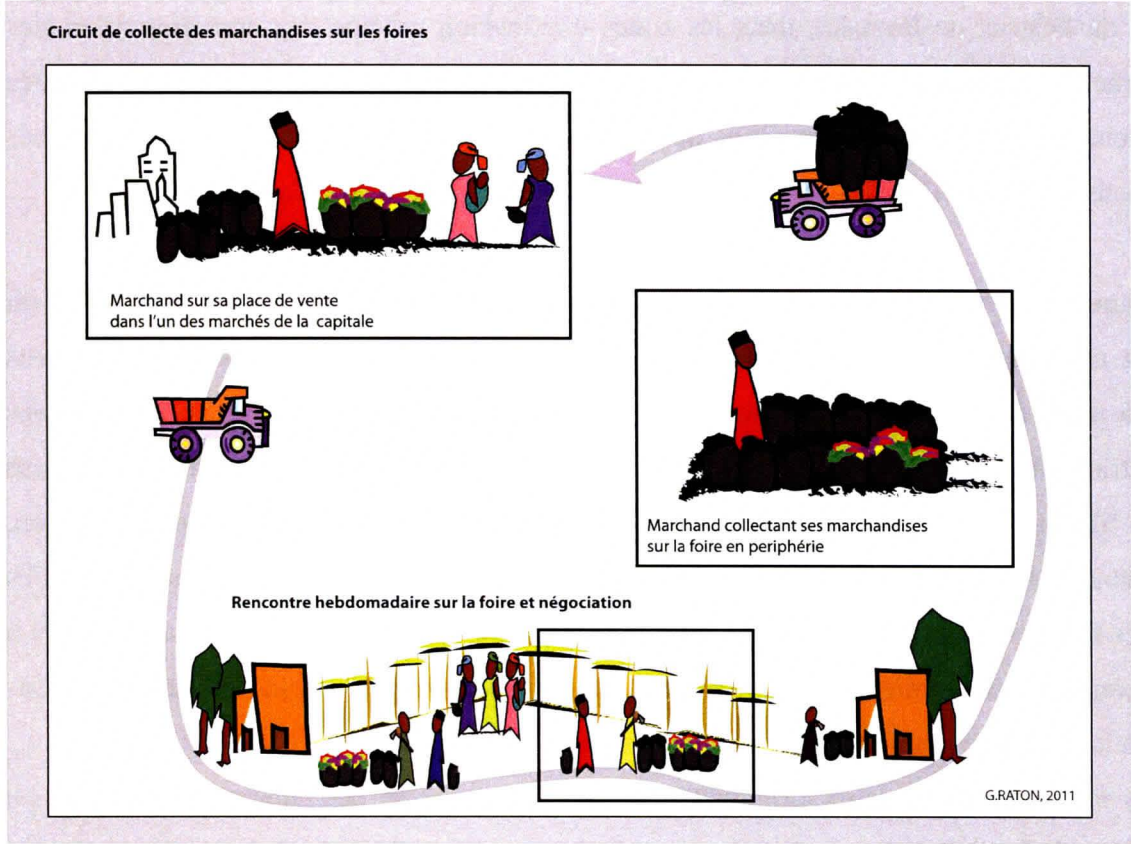 Circuit de collecte des marchandises sur les foires
Marchand sur sa place de vente
dans l'un des marchés de la capitale
Marchand collectant ses marchandises
sur la foire en periphérie
Rencontre hebdomadaire sur la foire et négociation
G.RATON, 2011